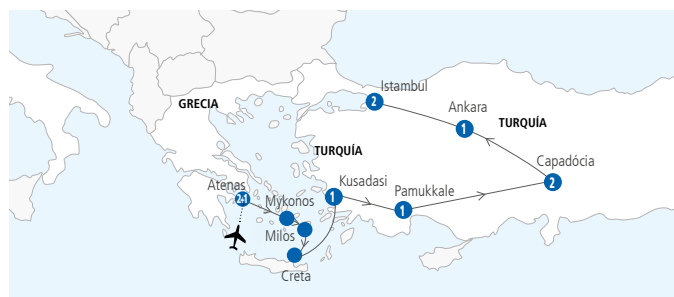 Istambul
2
GRECIA
Ankara
1
TURQUÍA
TURQUÍA
Capadócia
2
Kusadasi
1
Pamukkale
1
Atenas
2+1
Mykonos
Milos
Creta